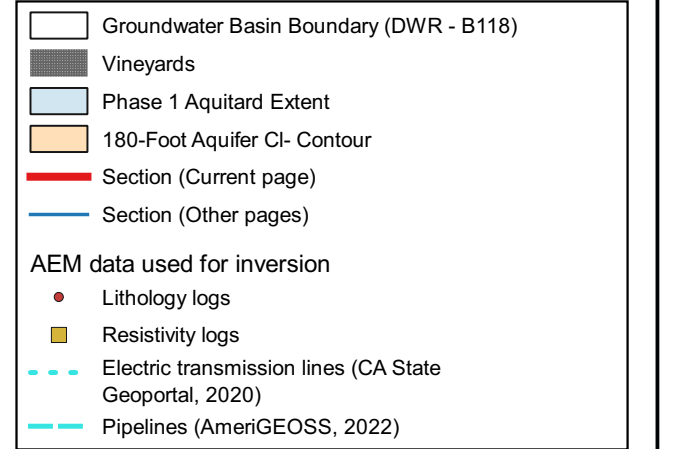 Groundwater Basin Boundary (DWR - B118)
Vineyards
Phase 1 Aquitard Extent
180-Foot Aquifer Cl- Contour
Section (Current page)
Section (Other pages)
AEM data used for inversion
Lithology logs
Resistivity logs
Electric transmission lines (CA State
Geoportal, 2020)
Pipelines (AmeriGEOSS, 2022)